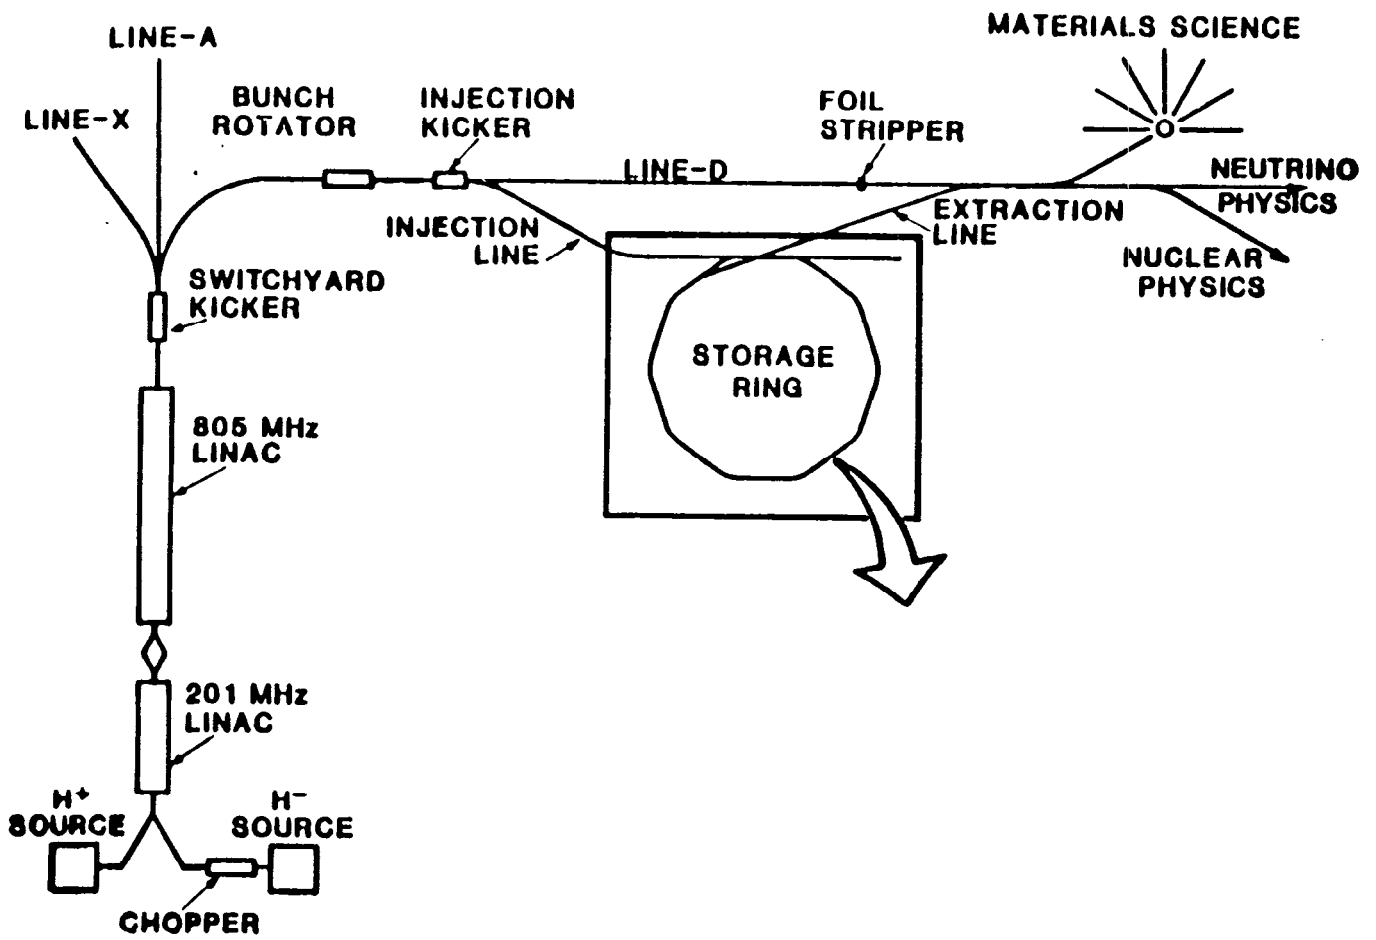 LINE-A
LINE-X
BUNCH
ROTATOR
INJECTION
KICKER
FOIL
STRIPPER
MATERIALS SCIENCE
LINE-D
NEUTRINO
PHYSICS
INJECTION
LINE
EXTRACTION
LINE
NUCLEAR
PHYSICS
SWITCHYARD
KICKER
STORAGE
RING
805 MHz
LINAC
201 MHz
LINAC
H+
SOURCE
H−
SOURCE
CHOPPER